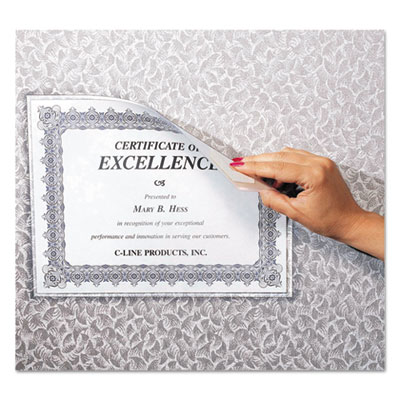 CERTIFICATE OF
EXCELLENCE
Presented to
MARY B. HESS
in recognition of your exceptional
performance and innovation in serving our customers.
C-LINE PRODUCTS, INC.